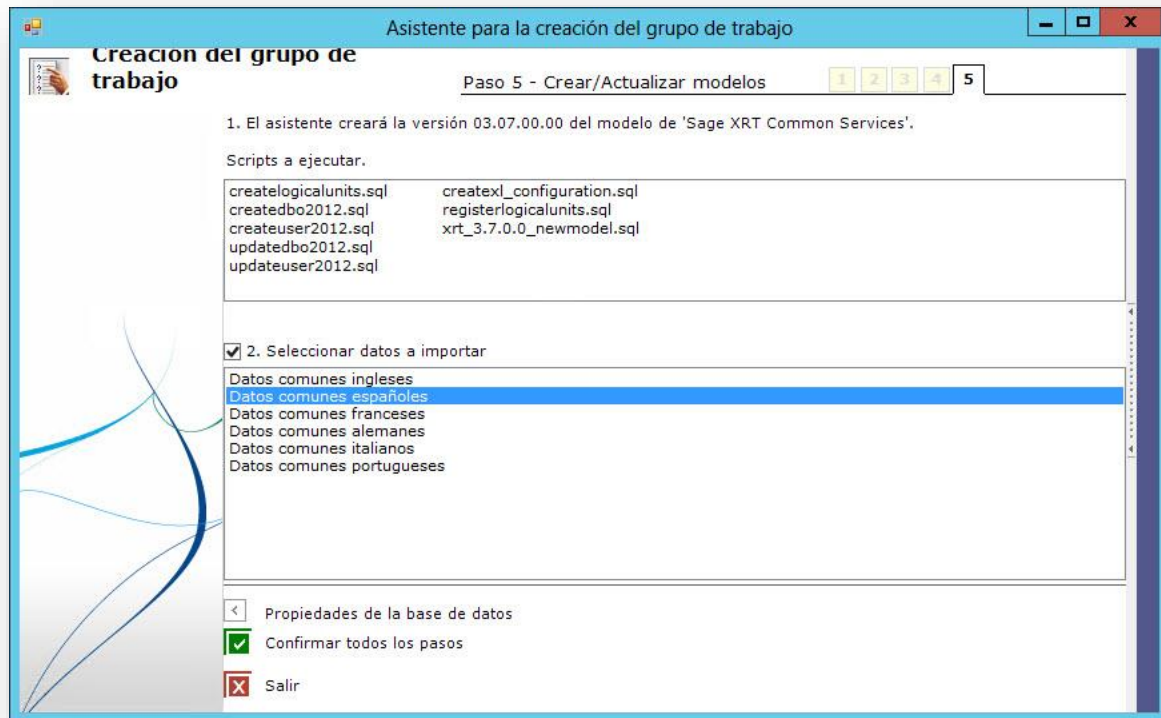 Asistente para la creación del grupo de trabajo
Creación del grupo de
trabajo
Paso 5 - Crear/Actualizar modelos
1 2 3 4 5
1. El asistente creará la versión 03.07.00.00 del modelo de 'Sage XRT Common Services'.
Scripts a ejecutar.
createlogicalunits.sql createxl_configuration.sql
createdbo2012.sql registerlogicalunits.sql
createuser2012.sql xrt_3.7.0.0_newmodel.sql
updatedbo2012.sql
updateuser2012.sql
2. Seleccionar datos a importar
Datos comunes ingleses
Datos comunes españoles
Datos comunes franceses
Datos comunes alemanes
Datos comunes italianos
Datos comunes portugueses
Propiedades de la base de datos
Confirmar todos los pasos
Salir